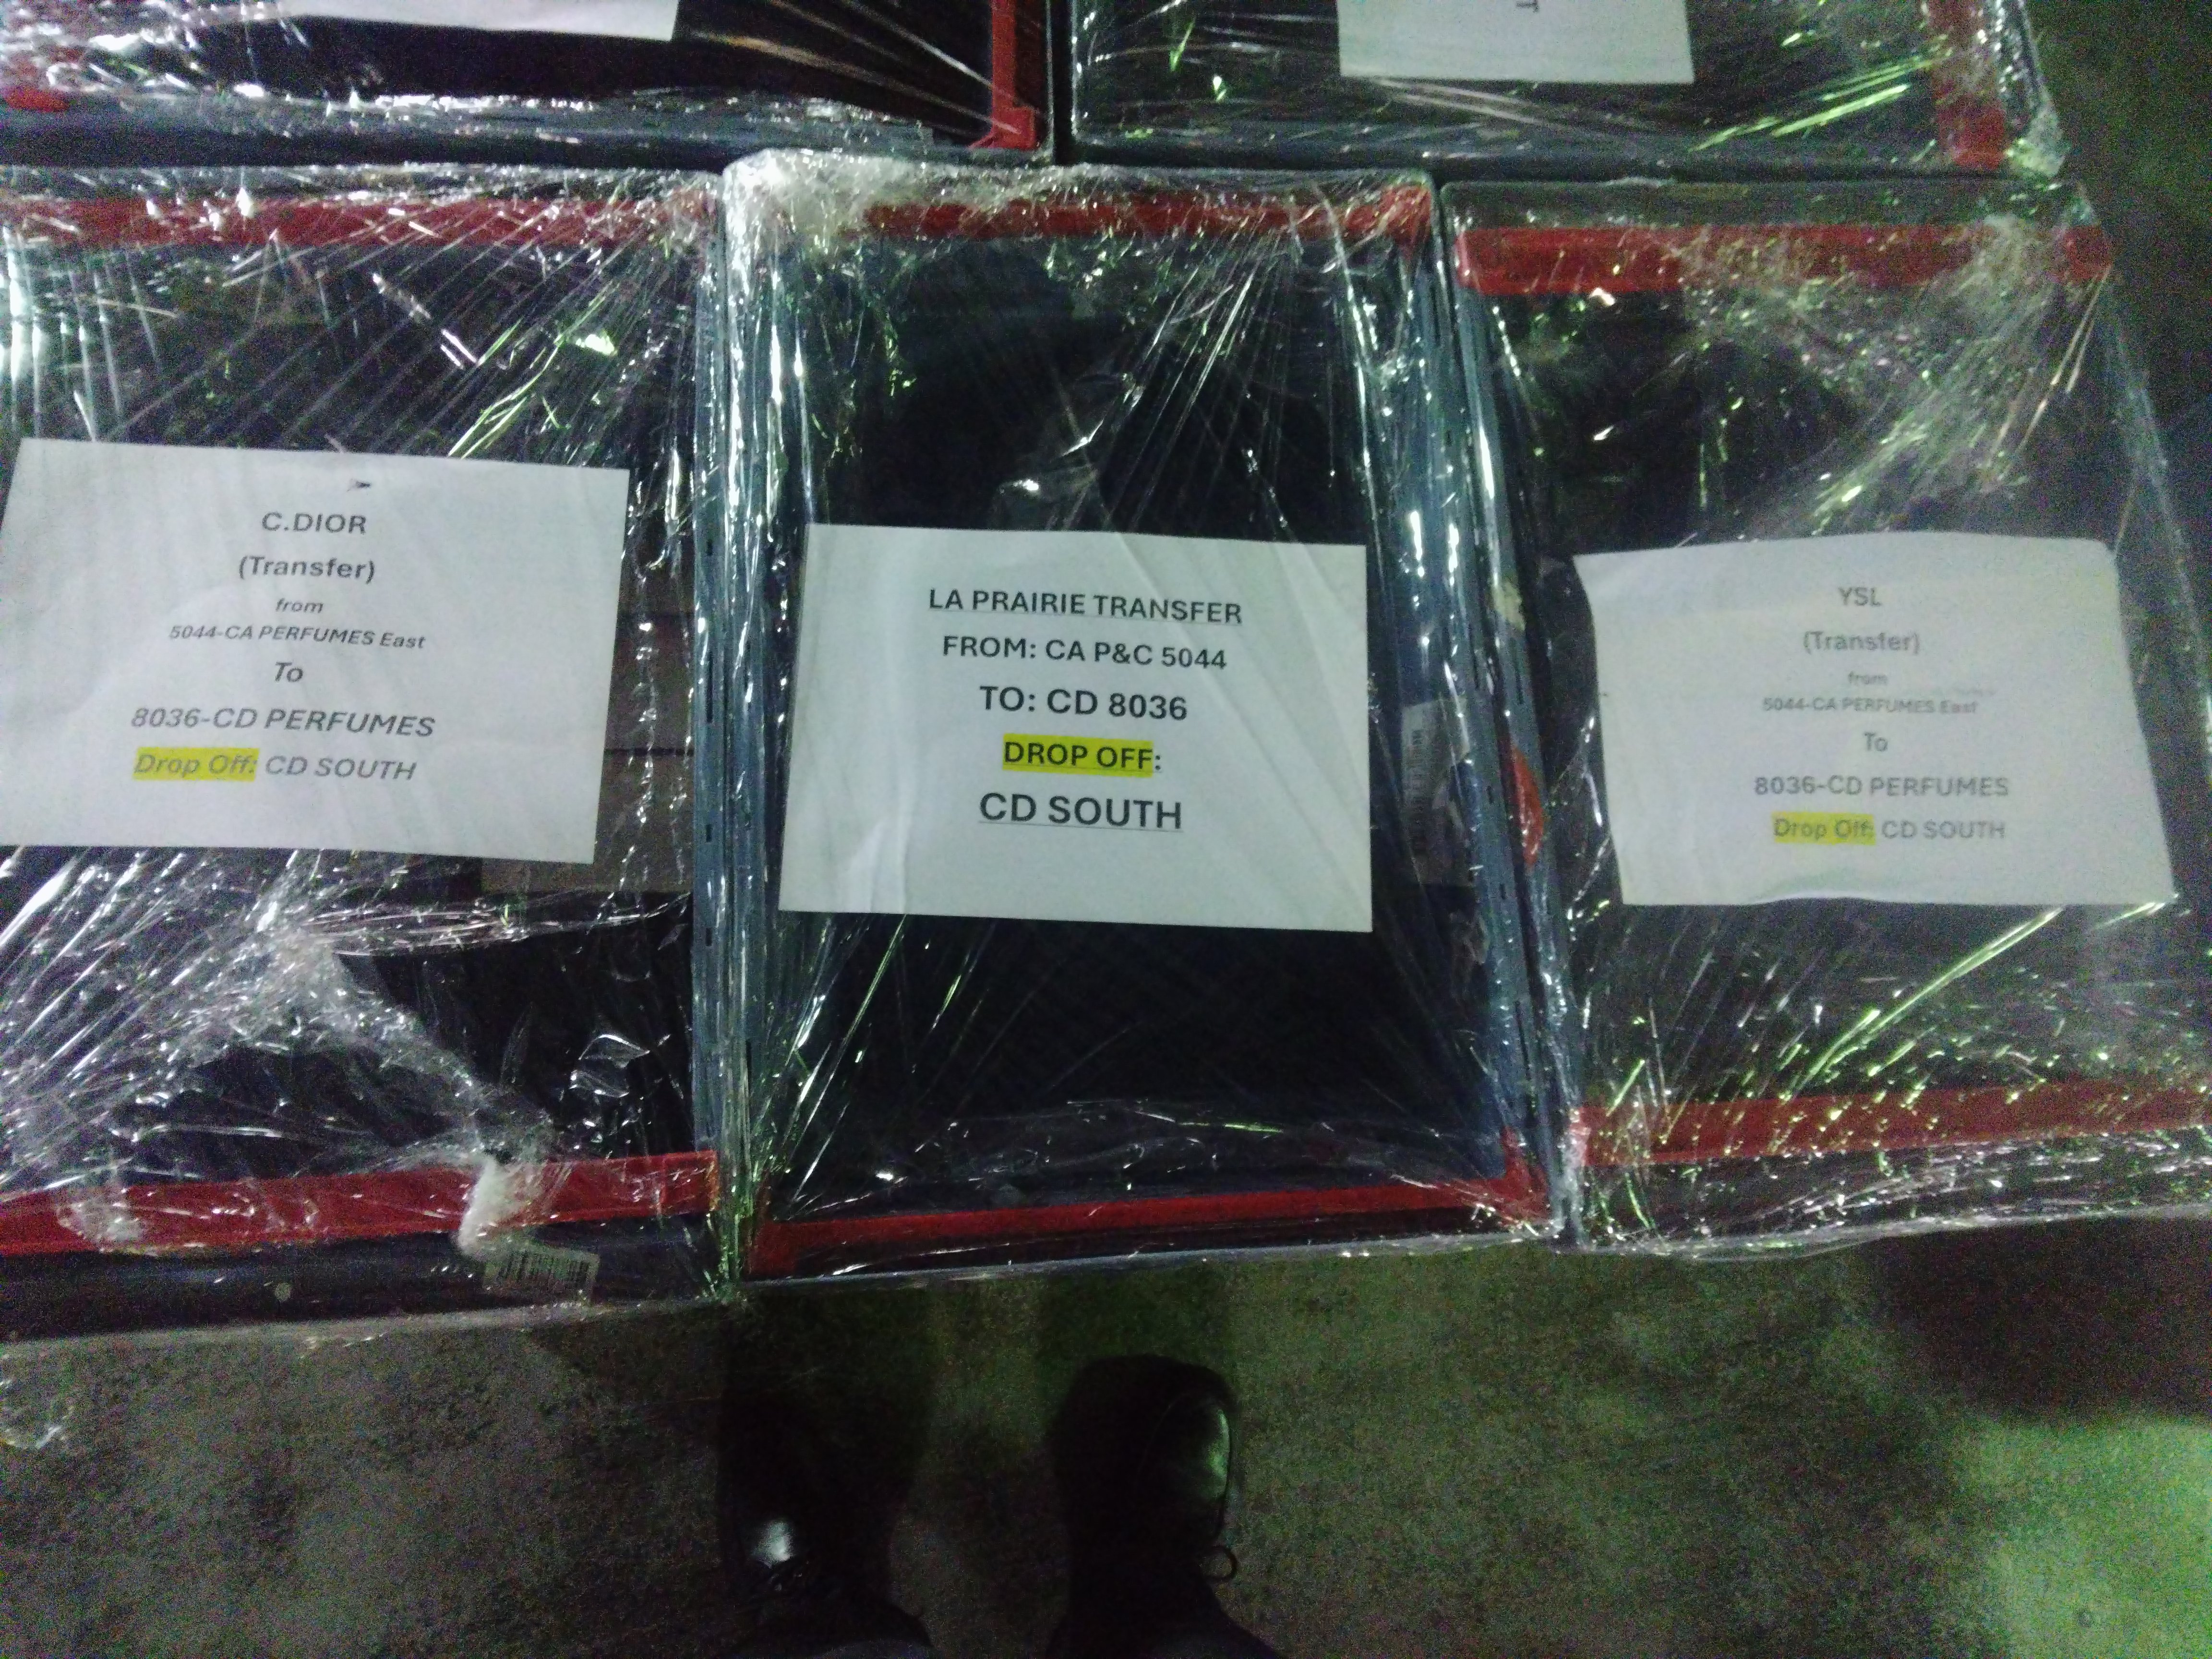 T
C.DIOR
(Transfer)
from
5044-CA PERFUMES East
To
8036-CD PERFUMES
Drop Off: CD SOUTH
LA PRAIRIE TRANSFER
FROM: CA P&C 5044
TO: CD 8036
DROP OFF:
CD SOUTH
YSL
(Transfer)
from
5044-CA PERFUMES East
To
8036-CD PERFUMES
Drop Off: CD SOUTH